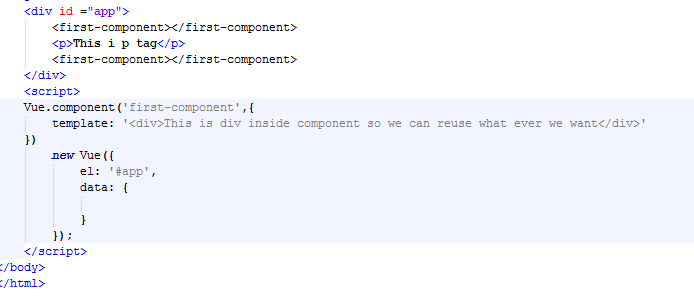 <div id ="app">
<first-component></first-component>
<p>This i p tag</p>
<first-component></first-component>
</div>
<script>
Vue.component('first-component',{
template: '<div>This is div inside component so we can reuse what ever we want</div>'
})
new Vue({
el: '#app',
data: {
}
});
</script>
</body>
</html>